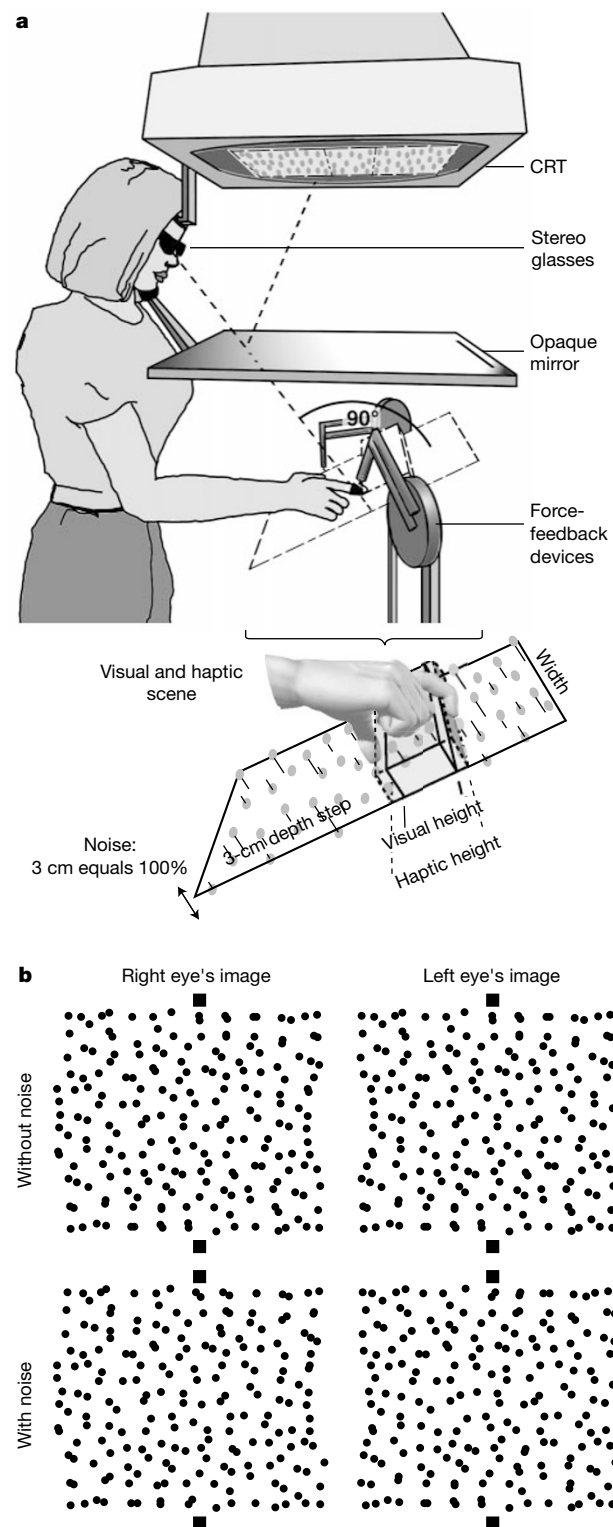 a
CRT
Stereo
glasses
Opaque
mirror
90°
Force-
feedback
devices
Visual and haptic
scene
Width
3-cm depth step
Visual height
Haptic height
Noise:
3 cm equals 100%
b
Right eye's image
Left eye's image
Without noise
With noise